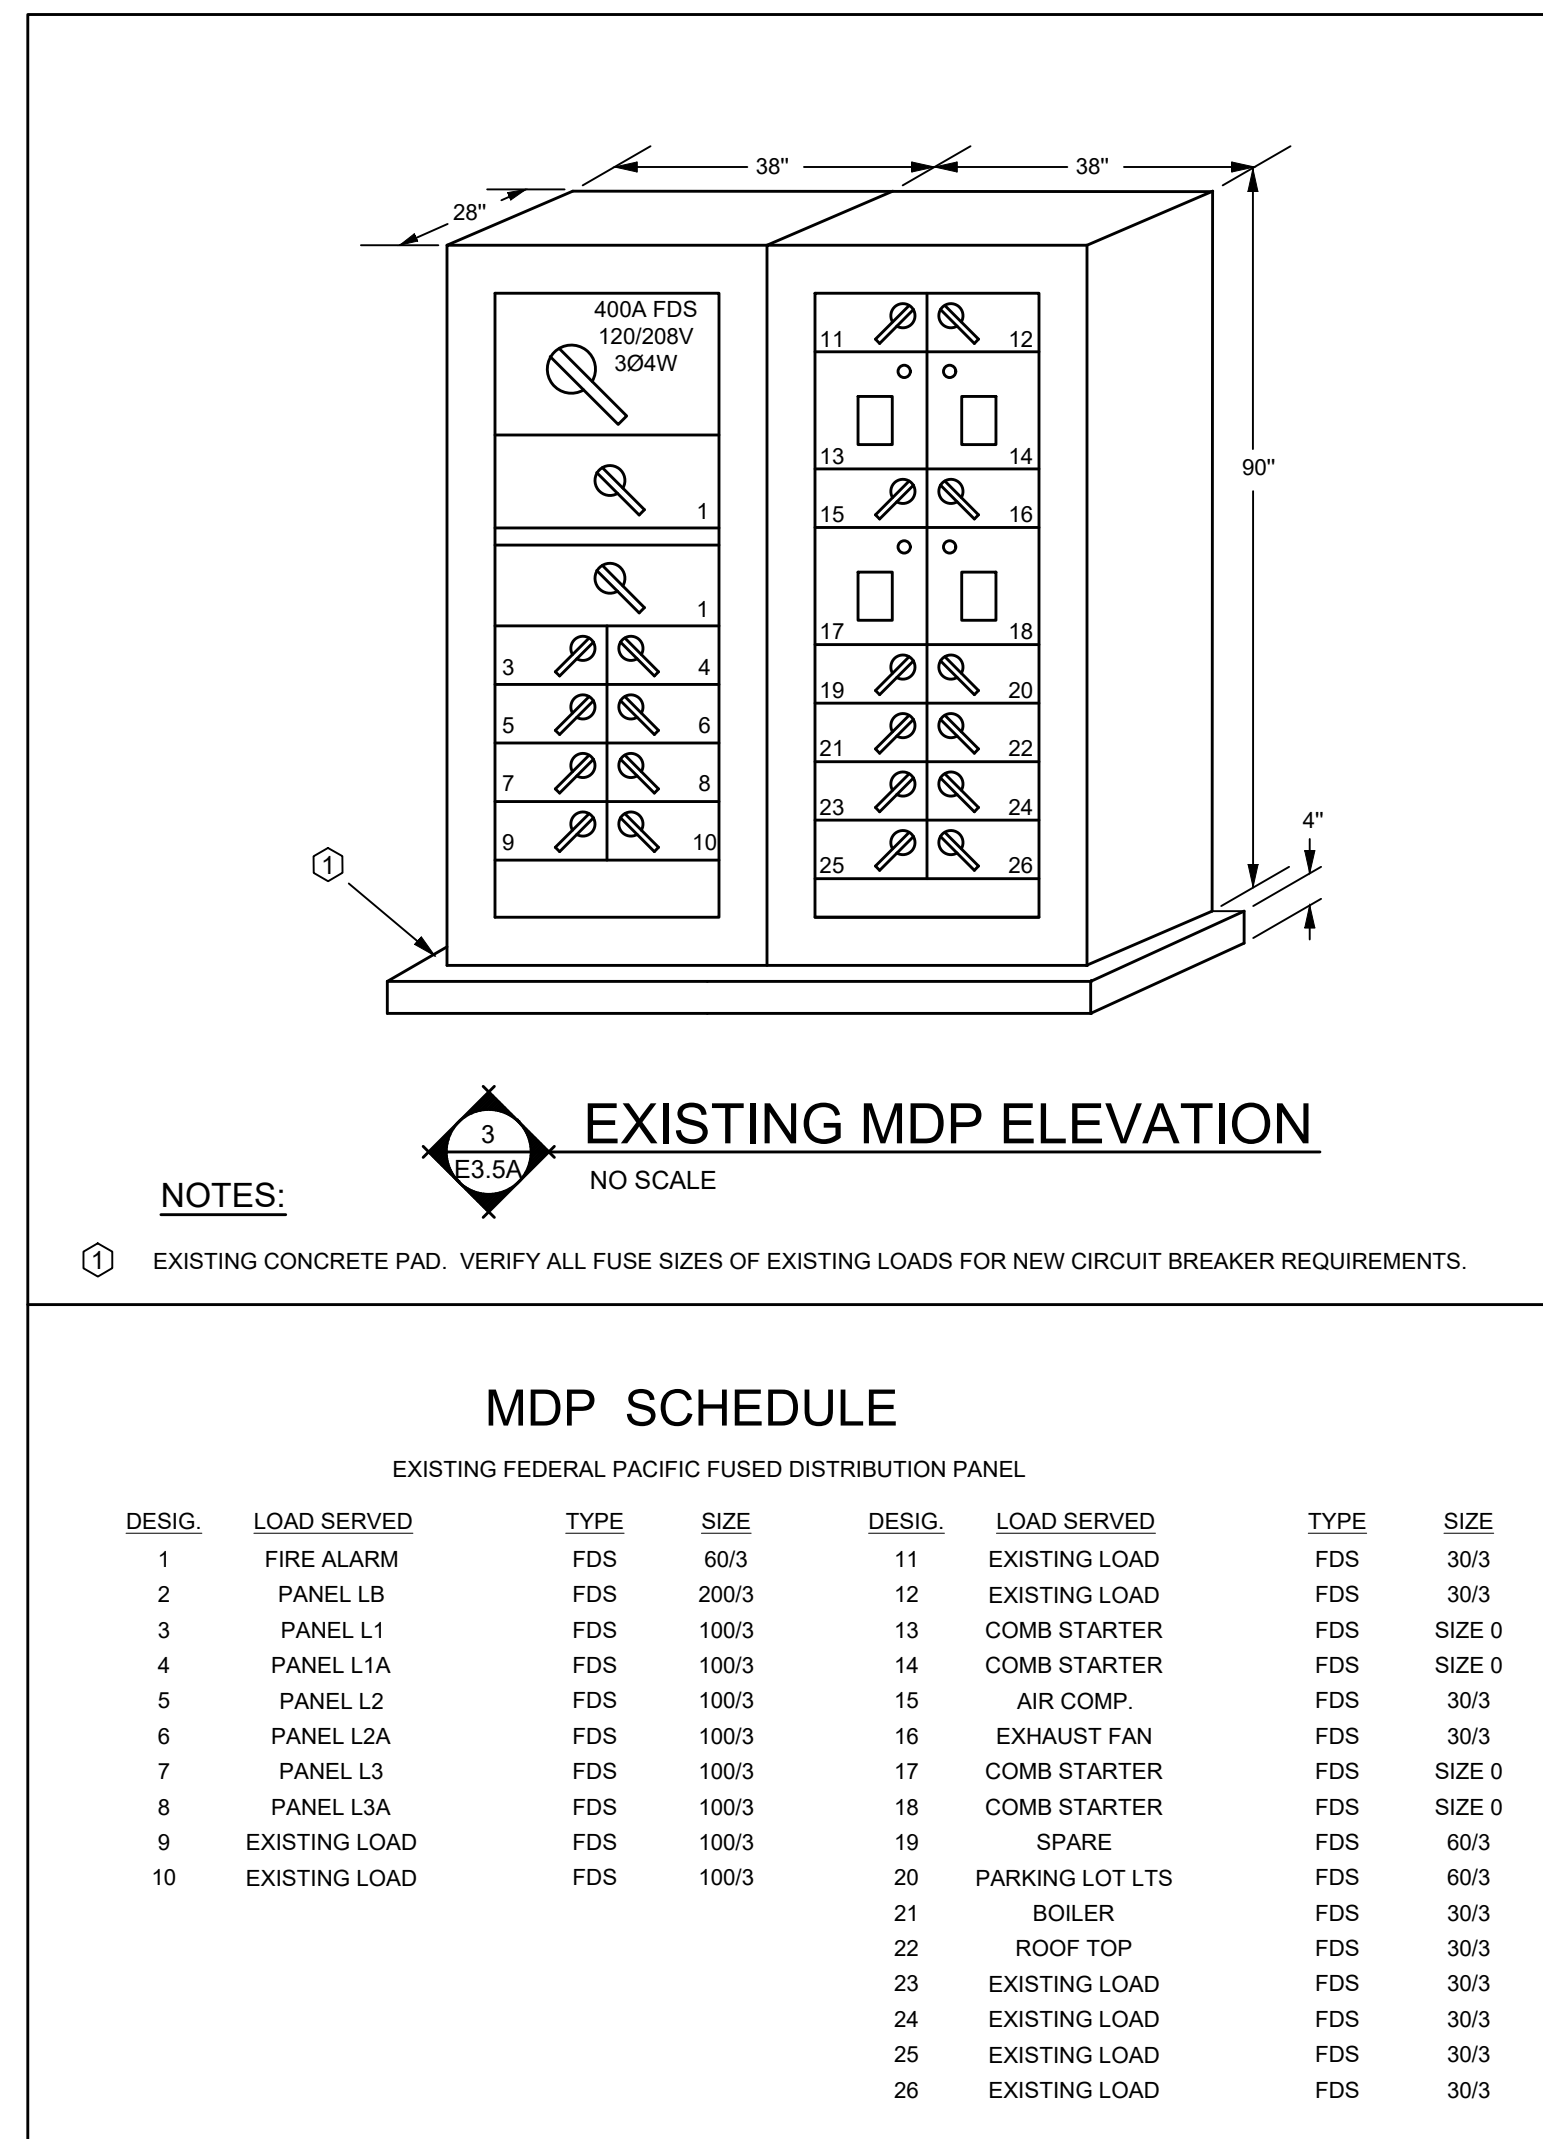 38"
38"
28"
400A FDS
120/208V
3Ø4W
1
1
3
4
5
6
7
8
9
10
11
12
13
14
15
16
17
18
19
20
21
22
23
24
25
26
90"
4"
1
3
E3.5A
EXISTING MDP ELEVATION
NO SCALE
NOTES:
1 EXISTING CONCRETE PAD. VERIFY ALL FUSE SIZES OF EXISTING LOADS FOR NEW CIRCUIT BREAKER REQUIREMENTS.
MDP SCHEDULE
EXISTING FEDERAL PACIFIC FUSED DISTRIBUTION PANEL
DESIG. LOAD SERVED TYPE SIZE DESIG. LOAD SERVED TYPE SIZE
1 FIRE ALARM FDS 60/3 11 EXISTING LOAD FDS 30/3
2 PANEL LB FDS 200/3 12 EXISTING LOAD FDS 30/3
3 PANEL L1 FDS 100/3 13 COMB STARTER FDS SIZE 0
4 PANEL L1A FDS 100/3 14 COMB STARTER FDS SIZE 0
5 PANEL L2 FDS 100/3 15 AIR COMP. FDS 30/3
6 PANEL L2A FDS 100/3 16 EXHAUST FAN FDS 30/3
7 PANEL L3 FDS 100/3 17 COMB STARTER FDS SIZE 0
8 PANEL L3A FDS 100/3 18 COMB STARTER FDS SIZE 0
9 EXISTING LOAD FDS 100/3 19 SPARE FDS 60/3
10 EXISTING LOAD FDS 100/3 20 PARKING LOT LTS FDS 60/3
21 BOILER FDS 30/3
22 ROOF TOP FDS 30/3
23 EXISTING LOAD FDS 30/3
24 EXISTING LOAD FDS 30/3
25 EXISTING LOAD FDS 30/3
26 EXISTING LOAD FDS 30/3